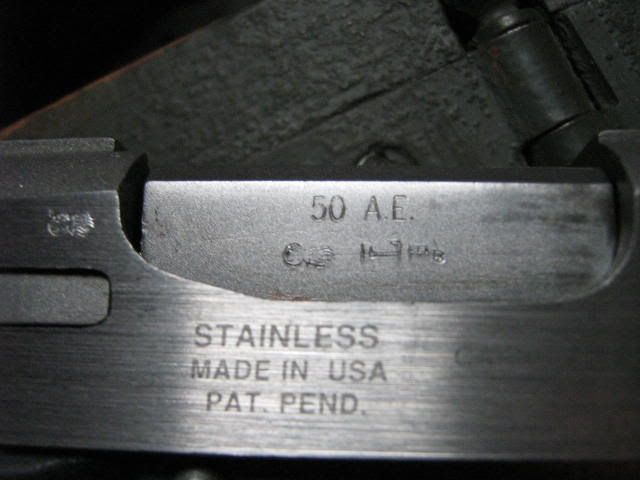 50 A.E.
STAINLESS
MADE IN USA
PAT. PEND.